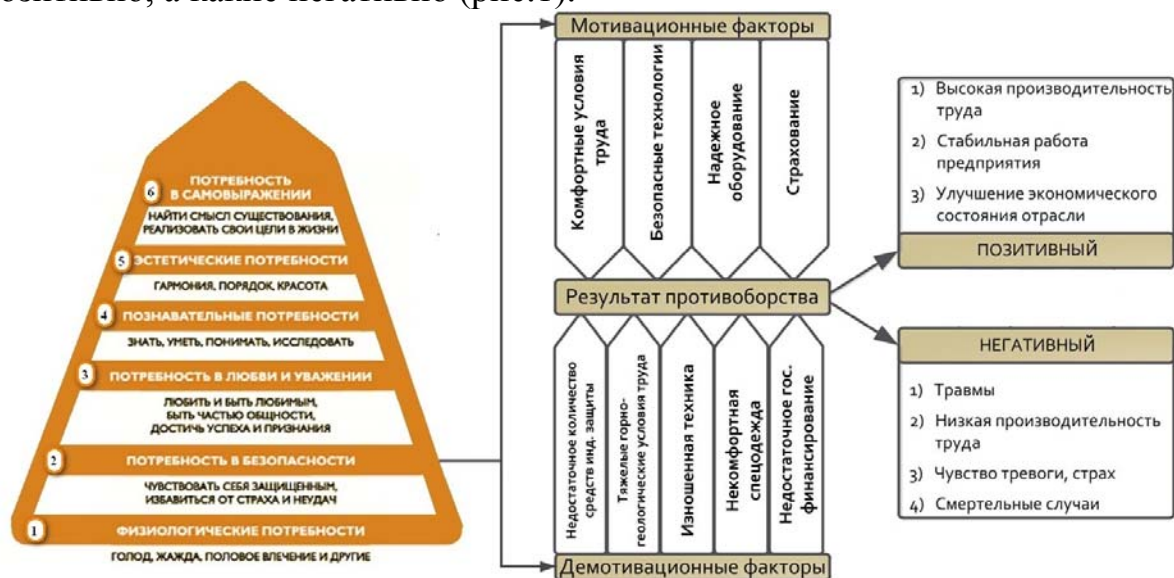 Мотивационные факторы
Комфортные условия
труда
Безопасные технологии
Надежное
оборудование
Страхование
1) Высокая производительность
труда
2) Стабильная работа
предприятия
3) Улучшение экономического
состояния отрасли
ПОЗИТИВНЫЙ
6
ПОТРЕБНОСТЬ
В САМОВЫРАЖЕНИИ
НАЙТИ СМЫСЛ СУЩЕСТВОВАНИЯ,
РЕАЛИЗОВАТЬ СВОИ ЦЕЛИ В ЖИЗНИ
5
ЭСТЕТИЧЕСКИЕ ПОТРЕБНОСТИ
ГАРМОНИЯ, ПОРЯДОК, КРАСОТА
4
ПОЗНАВАТЕЛЬНЫЕ ПОТРЕБНОСТИ
ЗНАТЬ, УМЕТЬ, ПОНИМАТЬ, ИССЛЕДОВАТЬ
3
ПОТРЕБНОСТЬ В ЛЮБВИ И УВАЖЕНИИ
ЛЮБИТЬ И БЫТЬ ЛЮБИМЫМ,
БЫТЬ ЧАСТЬЮ ОБЩНОСТИ,
ДОСТИЧЬ УСПЕХА И ПРИЗНАНИЯ
2
ПОТРЕБНОСТЬ В БЕЗОПАСНОСТИ
ЧУВСТВОВАТЬ СЕБЯ ЗАЩИЩЕННЫМ,
ИЗБАВИТЬСЯ ОТ СТРАХА И НЕУДАЧ
1
ФИЗИОЛОГИЧЕСКИЕ ПОТРЕБНОСТИ
ГОЛОД, ЖАЖДА, ПОЛОВОЕ ВЛЕЧЕНИЕ И ДРУГИЕ
Результат противоборства
Недостаточное количество
средств инд. защиты
Тяжелые горно-
геологические условия труда
Изношенная техника
Некомфортная
спецодежда
Недостаточное гос.
финансирование
Демотивационные факторы
НЕГАТИВНЫЙ
1) Травмы
2) Низкая производительность
труда
3) Чувство тревоги, страх
4) Смертельные случаи